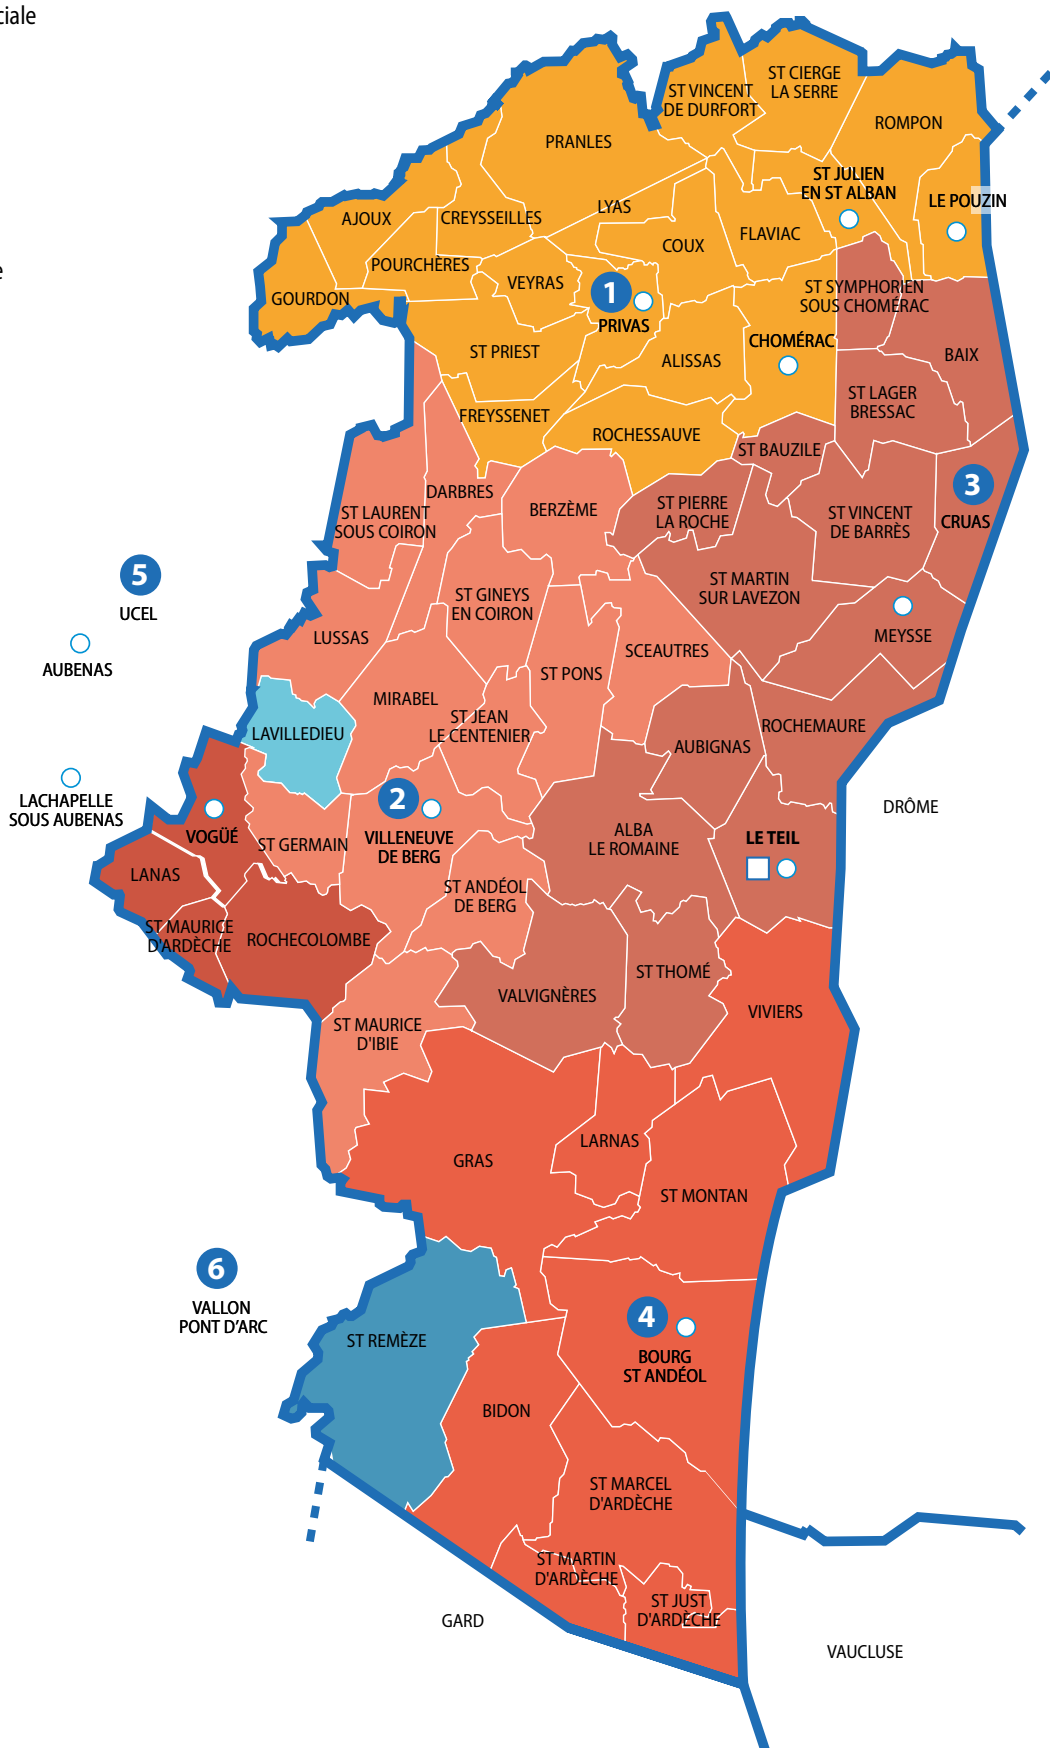 ciale
e
ST VINCENT
DE DURFORT
ST CIERGE
LA SERRE
ROMPON
PRANLES
ST JULIEN
EN ST ALBAN
LE POUZIN
AJOUX
CREYSSEILLES
LYAS
COUX
FLAVIAC
POURCHÈRES
VEYRAS
GOURDON
1
PRIVAS
ST SYMPHORIEN
SOUS CHOMÉRAC
CHOMÉRAC
ST PRIEST
ALISSAS
BAIX
ST LAGER
BRESSAC
FREYSSENET
ROCHESSAUVE
ST BAUZILE
3
CRUAS
DARBRES
BERZÈME
ST PIERRE
LA ROCHE
ST VINCENT
DE BARRÈS
ST LAURENT
SOUS COIRON
5
UCEL
AUBENAS
ST GINEYS
EN COIRON
ST MARTIN
SUR LAVEZON
MEYSSE
LUSSAS
SCEAUTRES
ST PONS
MIRABEL
ST JEAN
LE CENTENIER
LAVILLEDIEU
AUBIGNAS
ROCHEMAURE
LACHAPELLE
SOUS AUBENAS
2
VILLENEUVE
DE BERG
DRÔME
VOGÜÉ
ST GERMAIN
ALBA
LE ROMAINE
LE TEIL
LANAS
ST ANDÉOL
DE BERG
ST MAURICE
D'ARDÈCHE
ROCHECOLOMBE
VALVIGNÈRES
ST THOMÉ
VIVIERS
ST MAURICE
D'IBIE
LARNAS
GRAS
ST MONTAN
6
VALLON
PONT D'ARC
ST REMÈZE
4
BOURG
ST ANDÉOL
BIDON
ST MARCEL
D'ARDÈCHE
ST MARTIN
D'ARDÈCHE
ST JUST
D'ARDÈCHE
GARD
VAUCLUSE